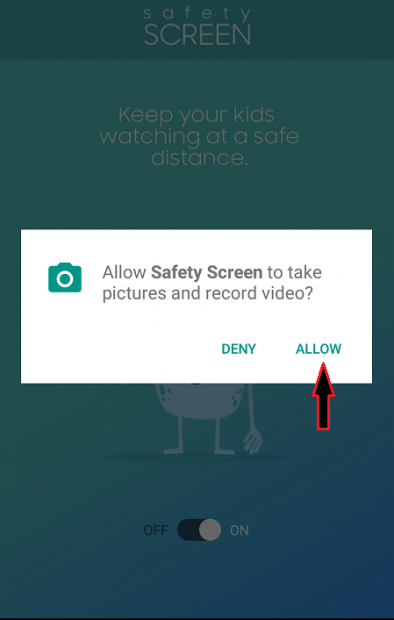 safety
SCREEN
Keep your kids
watching at a safe
distance.
Allow Safety Screen to take
pictures and record video?
DENY ALLOW
OFF ON